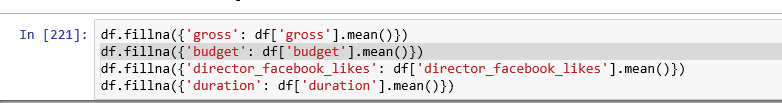 In [221]: df.fillna({'gross': df['gross'].mean()})
df.fillna({'budget': df['budget'].mean()})
df.fillna({'director_facebook_likes': df['director_facebook_likes'].mean()})
df.fillna({'duration': df['duration'].mean()})